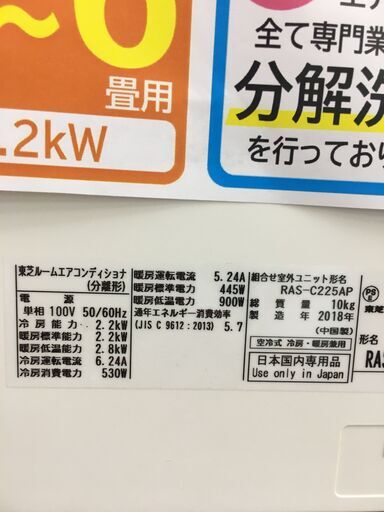 ～6
畳用
.2kW
全て専門業
分解洗
を行っており
東芝ルームエアコンディショナ
(分離形)
電源
単相 100V 50/60Hz
冷房能力 2.2kW
暖房標準能力 2.2kW
暖房低温能力 2.8kW
冷房運転電流 6.24A
冷房消費電力 530W
暖房運転電流 5.24A
暖房標準電力 445W
暖房低温電力 900W
通年エネルギー消費効率
(JIS C 9612:2013) 5.7
組合せ室外ユニット形名
RAS-C225AP
総質量 10kg
製造年 2018年
(中国製)
空冷式 冷房・暖房兼用
日本国内専用品
Use only in Japan
PS
E
東芝
形名
RAS